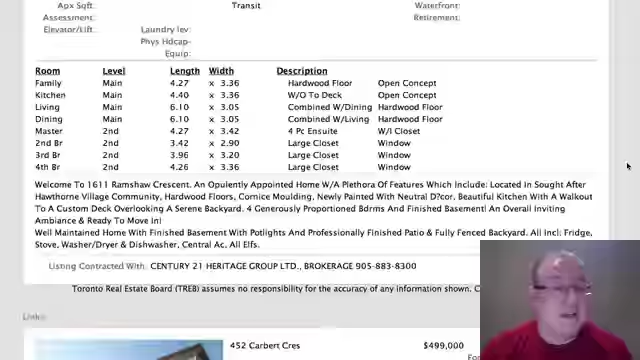 Apx Sqft: Transit Waterfront:
Assessment: Retirement:
Elevator/Lift: Laundry lev:
Phys Hdcap-
Equip:
Room Level Length Width Description
Family Main 4.27 x 3.36 Hardwood Floor Open Concept
Kitchen Main 4.40 x 3.36 W/O To Deck Open Concept
Living Main 6.10 x 3.05 Combined W/Dining Hardwood Floor
Dining Main 6.10 x 3.05 Combined W/Living Hardwood Floor
Master 2nd 4.27 x 3.42 4 Pc Ensuite W/I Closet
2nd Br 2nd 3.42 x 2.90 Large Closet Window
3rd Br 2nd 3.96 x 3.20 Large Closet Window
4th Br 2nd 4.26 x 3.36 Large Closet Window
Welcome To 1611 Ramshaw Crescent. An Opulently Appointed Home W/A Plethora Of Features Which Include: Located In Sought After
Hawthorne Village Community, Hardwood Floors, Cornice Moulding, Newly Painted With Neutral D?cor, Beautiful Kitchen With A Walkout
To A Custom Deck Overlooking A Serene Backyard. 4 Generously Proportioned Bdrms And Finished Basement! An Overall Inviting
Ambiance & Ready To Move In!
Well Maintained Home With Finished Basement With Potlights And Professionally Finished Patio & Fully Fenced Backyard. All Incl: Fridge,
Stove, Washer/Dryer & Dishwasher, Central Ac, All Elfs.
Listing Contracted With: CENTURY 21 HERITAGE GROUP LTD., BROKERAGE 905-883-8300
Toronto Real Estate Board (TREB) assumes no responsibility for the accuracy of any information shown. C
Links:
452 Carbert Cres $499,000